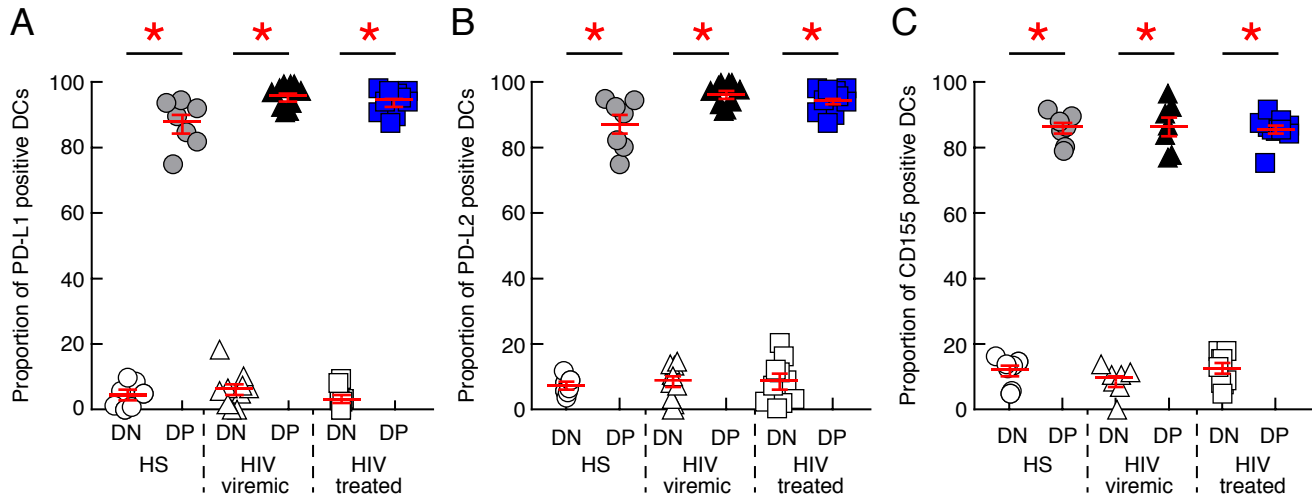 A
* * *
Proportion of PD-L1 positive DCs
100
80
60
40
20
0
DN DP DN DP DN DP
HS HIV HIV
viremic treated
B
* * *
Proportion of PD-L2 positive DCs
100
80
60
40
20
0
DN DP DN DP DN DP
HS HIV HIV
viremic treated
C
* * *
Proportion of CD155 positive DCs
100
80
60
40
20
0
DN DP DN DP DN DP
HS HIV HIV
viremic treated